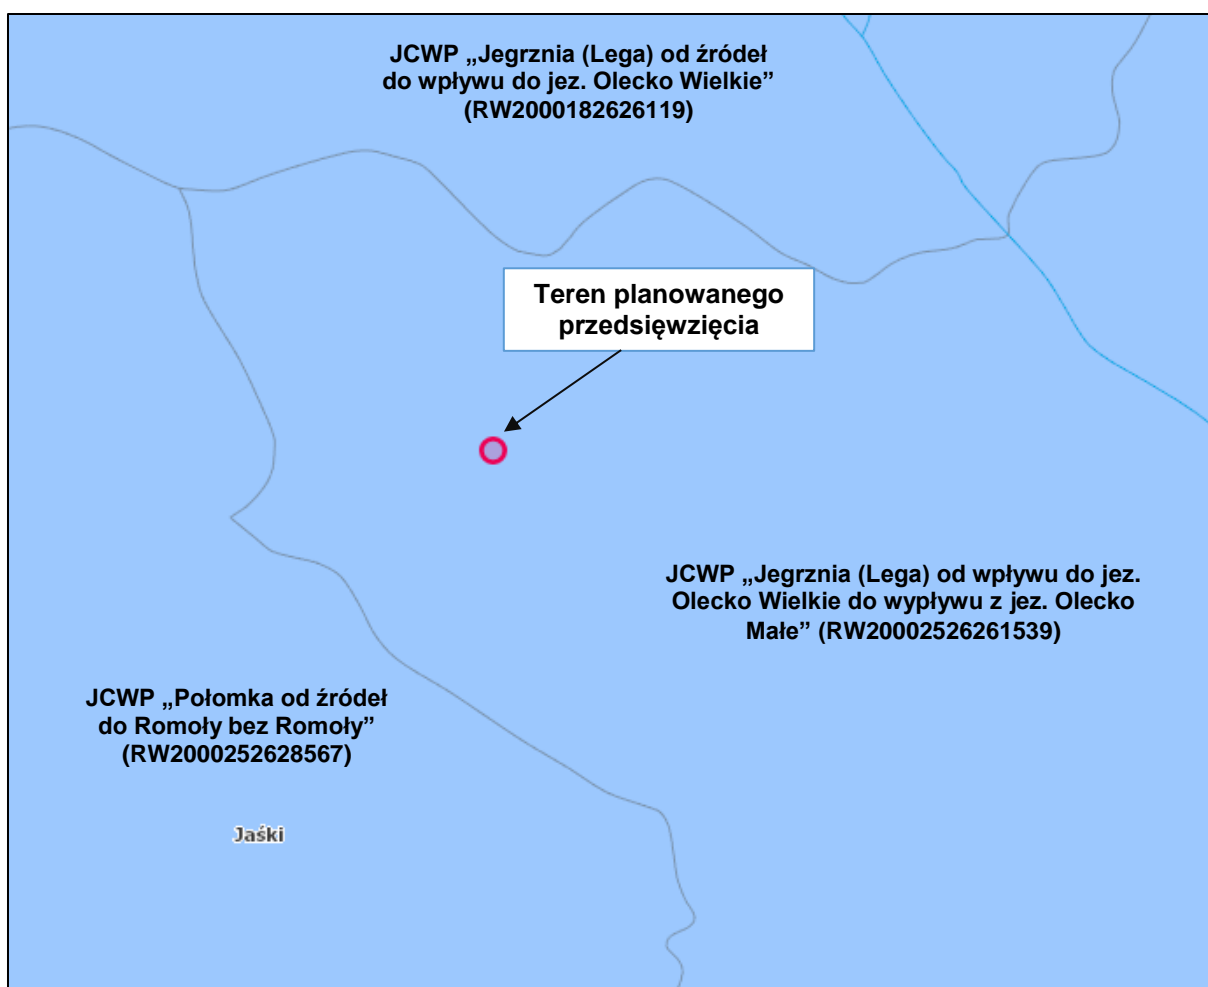 JCWP „Jegrznia (Lega) od źródeł
do wpływu do jez. Olecko Wielkie”
(RW2000182626119)
Teren planowanego
przedsięwzięcia
JCWP „Jegrznia (Lega) od wpływu do jez.
Olecko Wielkie do wypływu z jez. Olecko
Małe” (RW20002526261539)
JCWP „Połomka od źródeł
do Romoły bez Romoły”
(RW2000252628567)
Jaśki